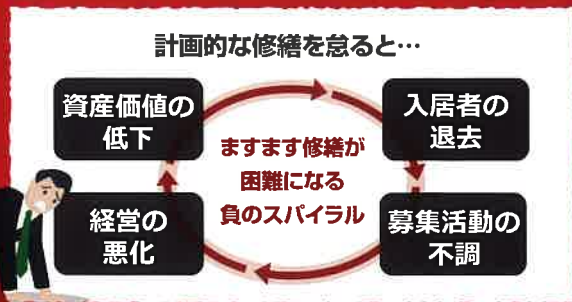 計画的な修繕を怠ると…
資産価値の
低下
入居者の
退去
ますます修繕が
困難になる
負のスパイラル
経営の
悪化
募集活動の
不調